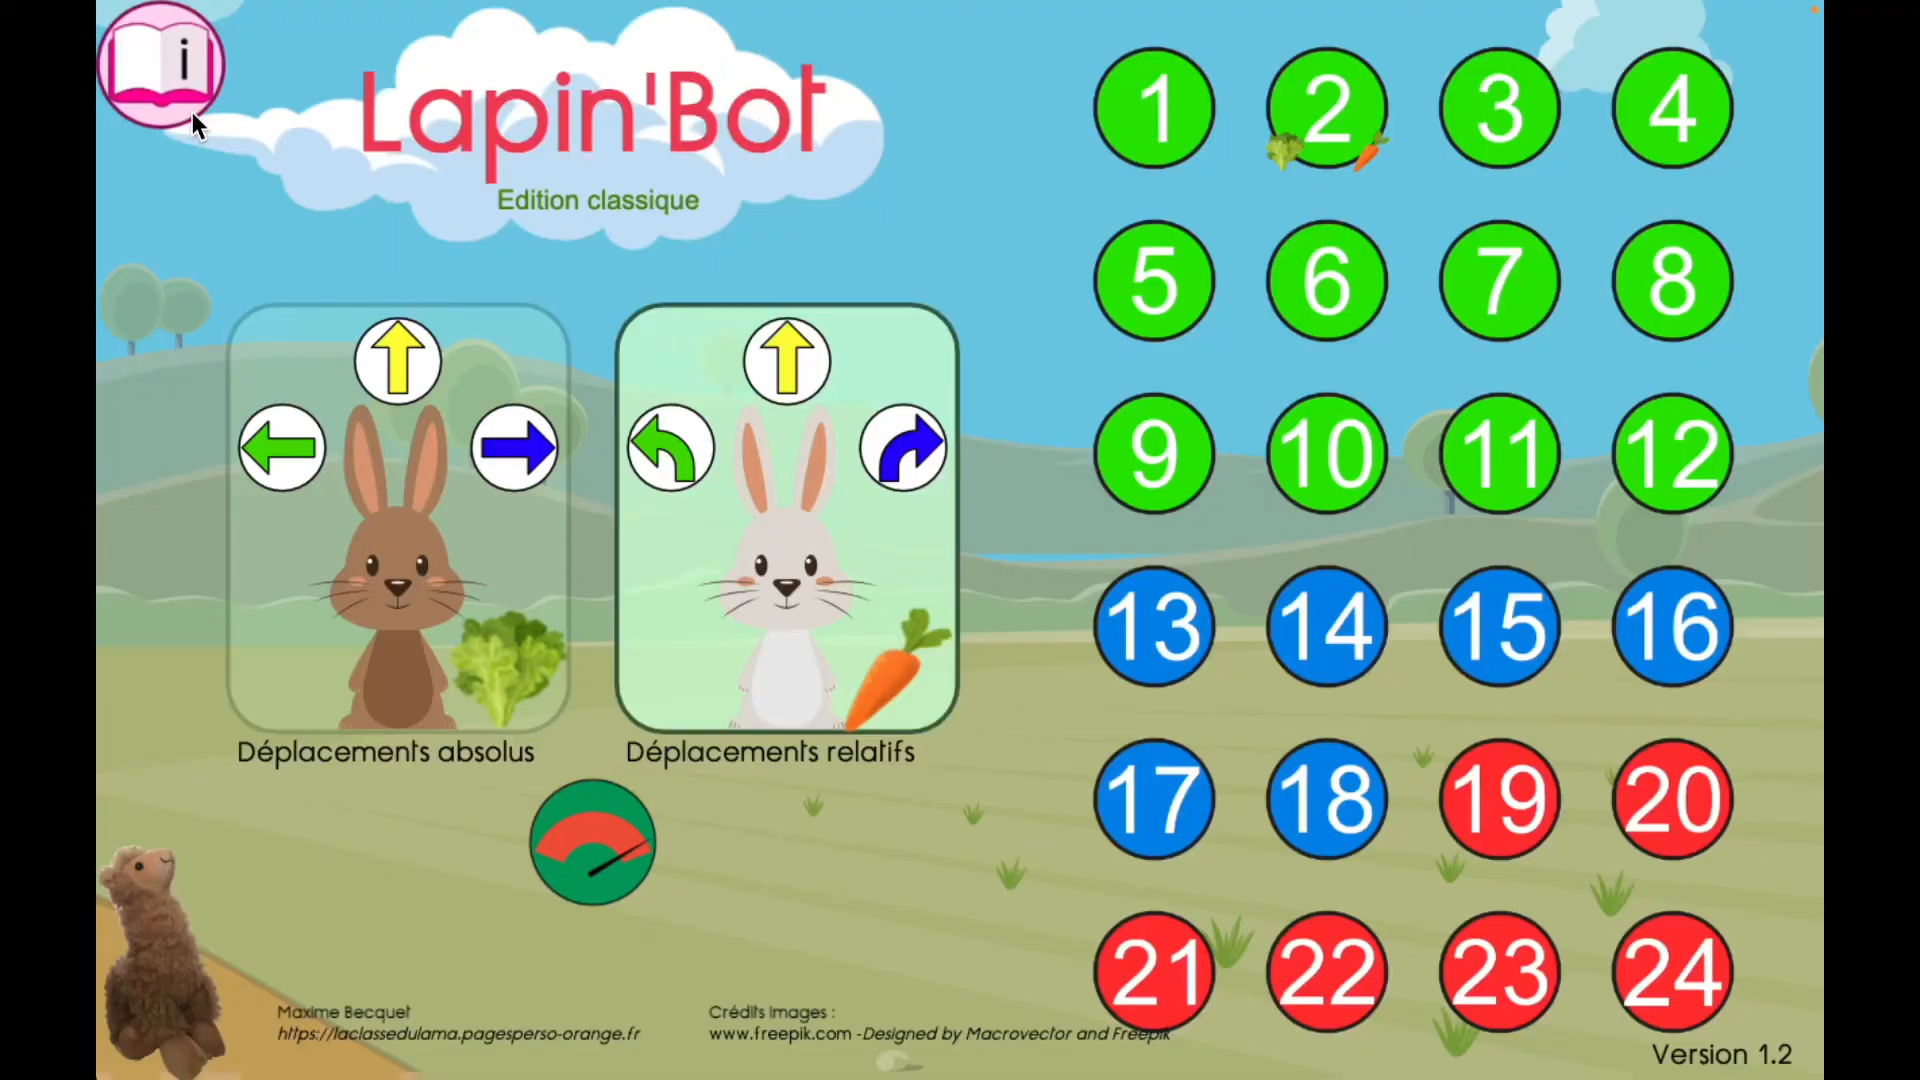 i
Lapin'Bot
Edition classique
Déplacements absolus
Déplacements relatifs
1 2 3 4
5 6 7 8
9 10 11 12
13 14 15 16
17 18 19 20
21 22 23 24
Maxime Becquet
https://laclassedulama.pagesperso-orange.fr
Crédits images :
www.freepik.com -Designed by Macrovector and Freepik
Version 1.2